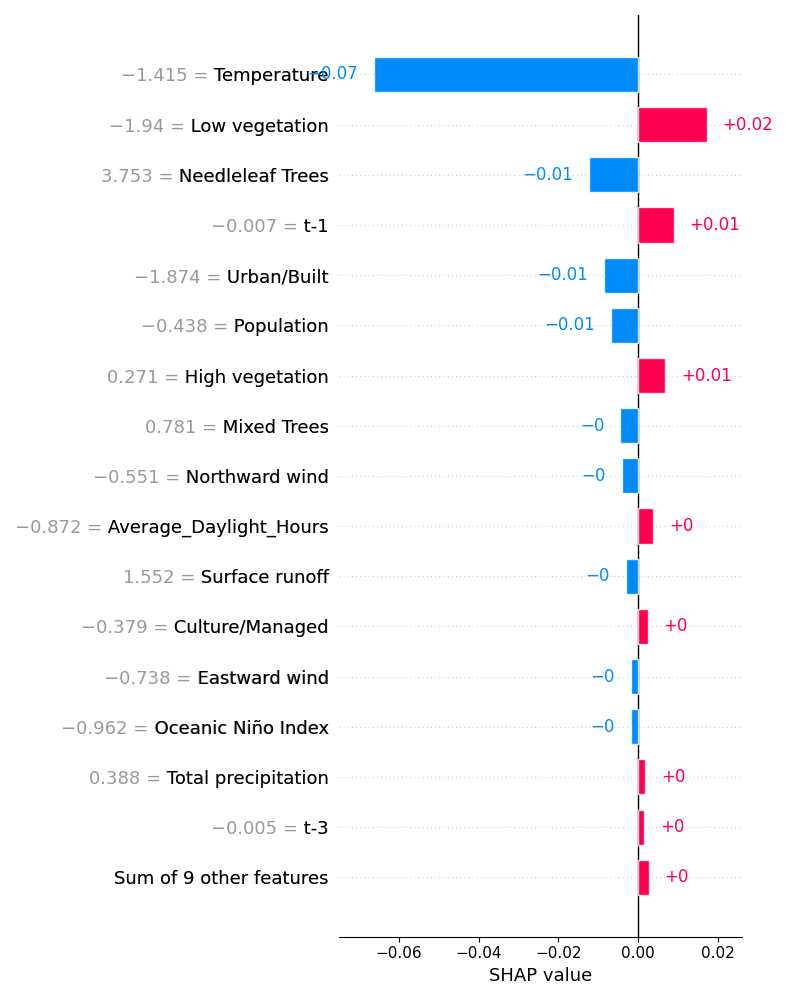 −1.415 = Temperature −0.07
−1.94 = Low vegetation +0.02
3.753 = Needleleaf Trees −0.01
−0.007 = t-1 +0.01
−1.874 = Urban/Built −0.01
−0.438 = Population −0.01
0.271 = High vegetation +0.01
0.781 = Mixed Trees −0
−0.551 = Northward wind −0
−0.872 = Average_Daylight_Hours +0
1.552 = Surface runoff −0
−0.379 = Culture/Managed +0
−0.738 = Eastward wind −0
−0.962 = Oceanic Niño Index −0
0.388 = Total precipitation +0
−0.005 = t-3 +0
Sum of 9 other features +0
−0.06 −0.04 −0.02 0.00 0.02
SHAP value